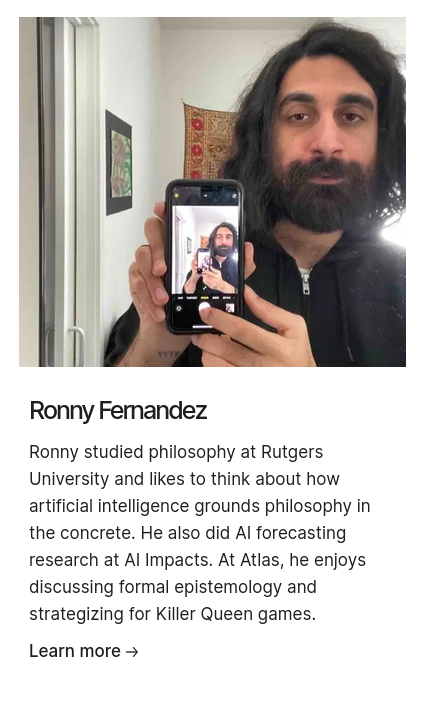 Ronny Fernandez
Ronny studied philosophy at Rutgers
University and likes to think about how
artificial intelligence grounds philosophy in
the concrete. He also did AI forecasting
research at AI Impacts. At Atlas, he enjoys
discussing formal epistemology and
strategizing for Killer Queen games.
Learn more →